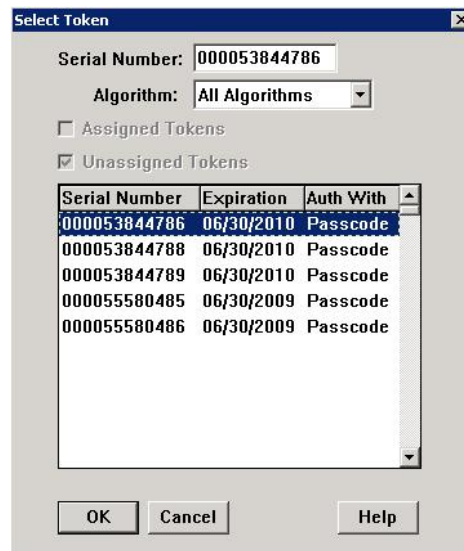 Select Token
Serial Number: 000053844786
Algorithm: All Algorithms
Assigned Tokens
Unassigned Tokens
Serial Number Expiration Auth With
000053844786 06/30/2010 Passcode
000053844788 06/30/2010 Passcode
000053844789 06/30/2010 Passcode
000055580485 06/30/2009 Passcode
000055580486 06/30/2009 Passcode
OK Cancel Help